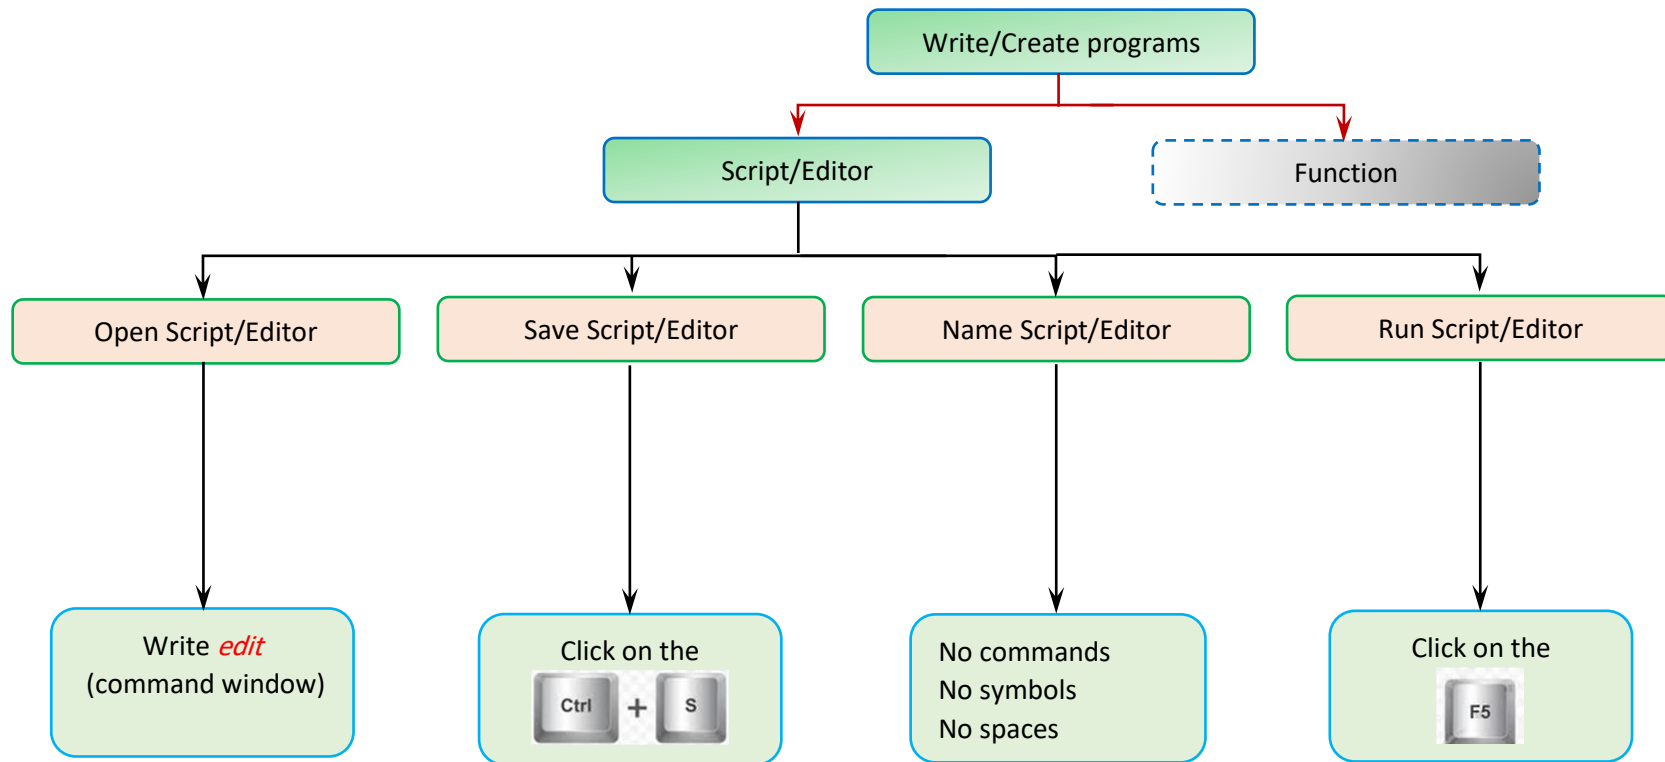 Write/Create programs
Script/Editor
Function
Open Script/Editor
Save Script/Editor
Name Script/Editor
Run Script/Editor
Write edit
(command window)
Click on the
Ctrl + S
No commands
No symbols
No spaces
Click on the
F5